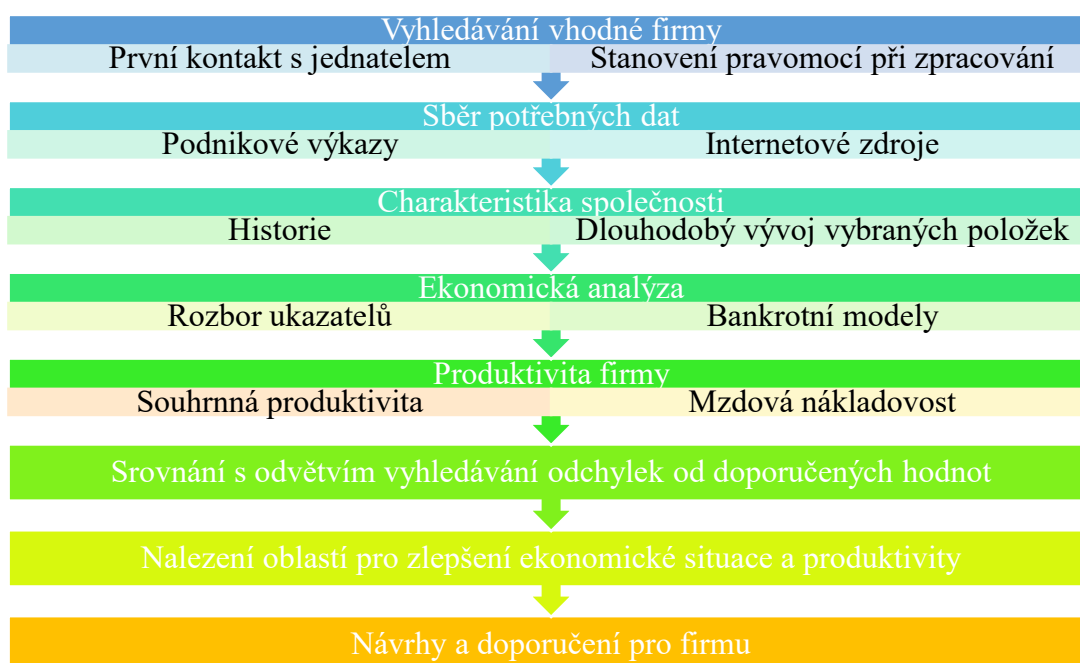 Vyhledávání vhodné firmy
První kontakt s jednatelem
Stanovení pravomocí při zpracování
Sběr potřebných dat
Podnikové výkazy
Internetové zdroje
Charakteristika společnosti
Historie
Dlouhodobý vývoj vybraných položek
Ekonomická analýza
Rozbor ukazatelů
Bankrotní modely
Produktivita firmy
Souhrnná produktivita
Mzdová nákladovost
Srovnání s odvětvím vyhledávání odchylek od doporučených hodnot
Nalezení oblastí pro zlepšení ekonomické situace a produktivity
Návrhy a doporučení pro firmu